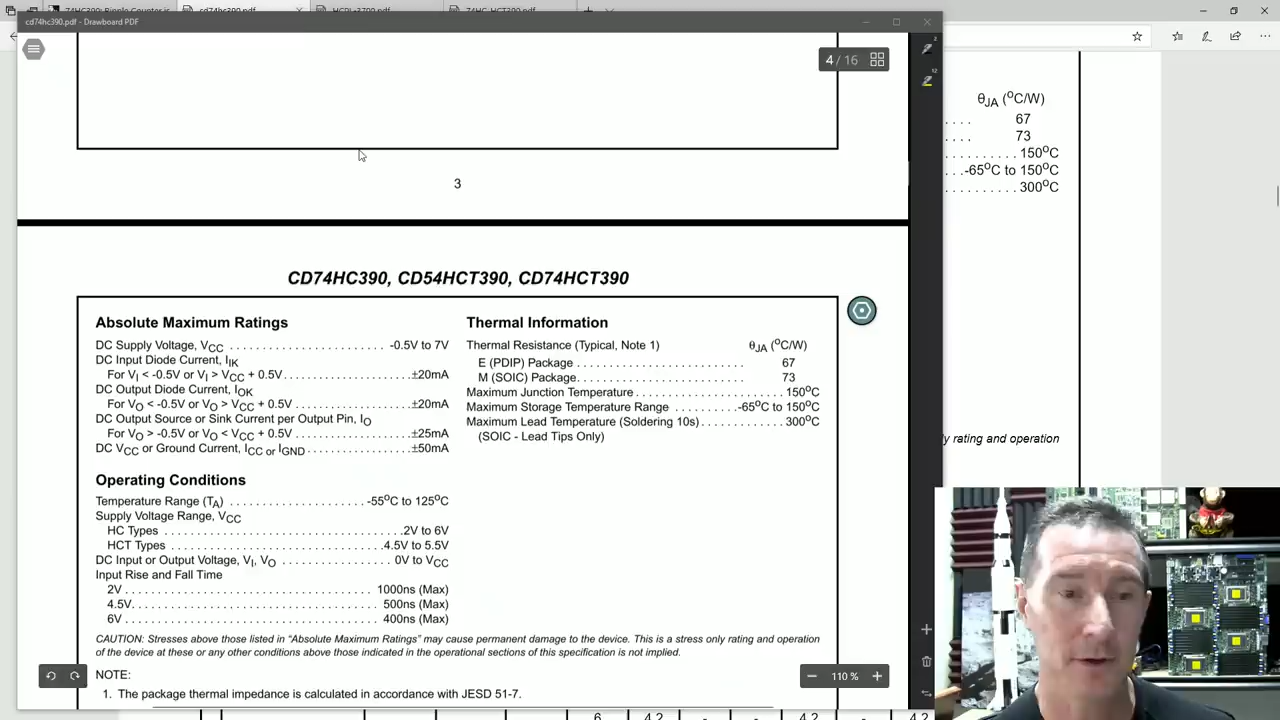 cd74hc390.pdf - Drawboard PDF
4 / 16
θJA (°C/W)
67
73
150°C
-65°C to 150°C
300°C
3
CD74HC390, CD54HCT390, CD74HCT390
Absolute Maximum Ratings
DC Supply Voltage, VCC . . . . . . . . . . . . . . . . . . . . . . . . -0.5V to 7V
DC Input Diode Current, IIK
For VI < -0.5V or VI > VCC + 0.5V . . . . . . . . . . . . . . . . . . . . ±20mA
DC Output Diode Current, IOK
For VO < -0.5V or VO > VCC + 0.5V . . . . . . . . . . . . . . . . . . . ±20mA
DC Output Source or Sink Current per Output Pin, IO
For VO > -0.5V or VO < VCC + 0.5V . . . . . . . . . . . . . . . . . . . ±25mA
DC VCC or Ground Current, ICC or IGND . . . . . . . . . . . . . . . . ±50mA
Thermal Information
Thermal Resistance (Typical, Note 1) θJA (°C/W)
E (PDIP) Package . . . . . . . . . . . . . . . . . . . . . . . . . . 67
M (SOIC) Package. . . . . . . . . . . . . . . . . . . . . . . . . . 73
Maximum Junction Temperature . . . . . . . . . . . . . . . . . . . . . . . 150°C
Maximum Storage Temperature Range . . . . . . . . . -65°C to 150°C
Maximum Lead Temperature (Soldering 10s) . . . . . . . . . . . . . 300°C
(SOIC - Lead Tips Only)
y rating and operation
Operating Conditions
Temperature Range (TA) . . . . . . . . . . . . . . . . . . . . . -55°C to 125°C
Supply Voltage Range, VCC
HC Types . . . . . . . . . . . . . . . . . . . . . . . . . . . . . . . . . . . . .2V to 6V
HCT Types . . . . . . . . . . . . . . . . . . . . . . . . . . . . . . . . .4.5V to 5.5V
DC Input or Output Voltage, VI, VO . . . . . . . . . . . . . . . . . 0V to VCC
Input Rise and Fall Time
2V . . . . . . . . . . . . . . . . . . . . . . . . . . . . . . . . . . . . . . 1000ns (Max)
4.5V. . . . . . . . . . . . . . . . . . . . . . . . . . . . . . . . . . . . . . 500ns (Max)
6V . . . . . . . . . . . . . . . . . . . . . . . . . . . . . . . . . . . . . . . 400ns (Max)
CAUTION: Stresses above those listed in “Absolute Maximum Ratings” may cause permanent damage to the device. This is a stress only rating and operation
of the device at these or any other conditions above those indicated in the operational sections of this specification is not implied.
NOTE:
1. The package thermal impedance is calculated in accordance with JESD 51-7.
110 %
6 4.2 - - 4.2 - 4.2